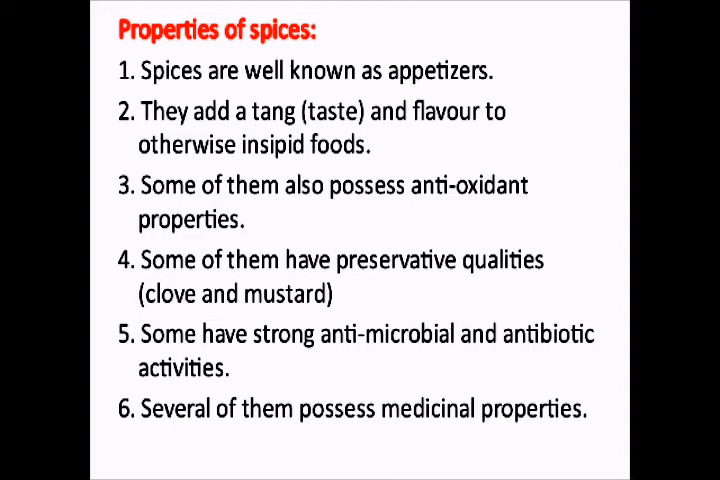 Properties of spices:
1. Spices are well known as appetizers.
2. They add a tang (taste) and flavour to
otherwise insipid foods.
3. Some of them also possess anti-oxidant
properties.
4. Some of them have preservative qualities
(clove and mustard)
5. Some have strong anti-microbial and antibiotic
activities.
6. Several of them possess medicinal properties.